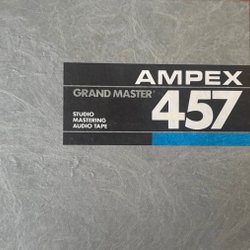 AMPEX
GRAND MASTER®
457
STUDIO
MASTERING
AUDIO TAPE